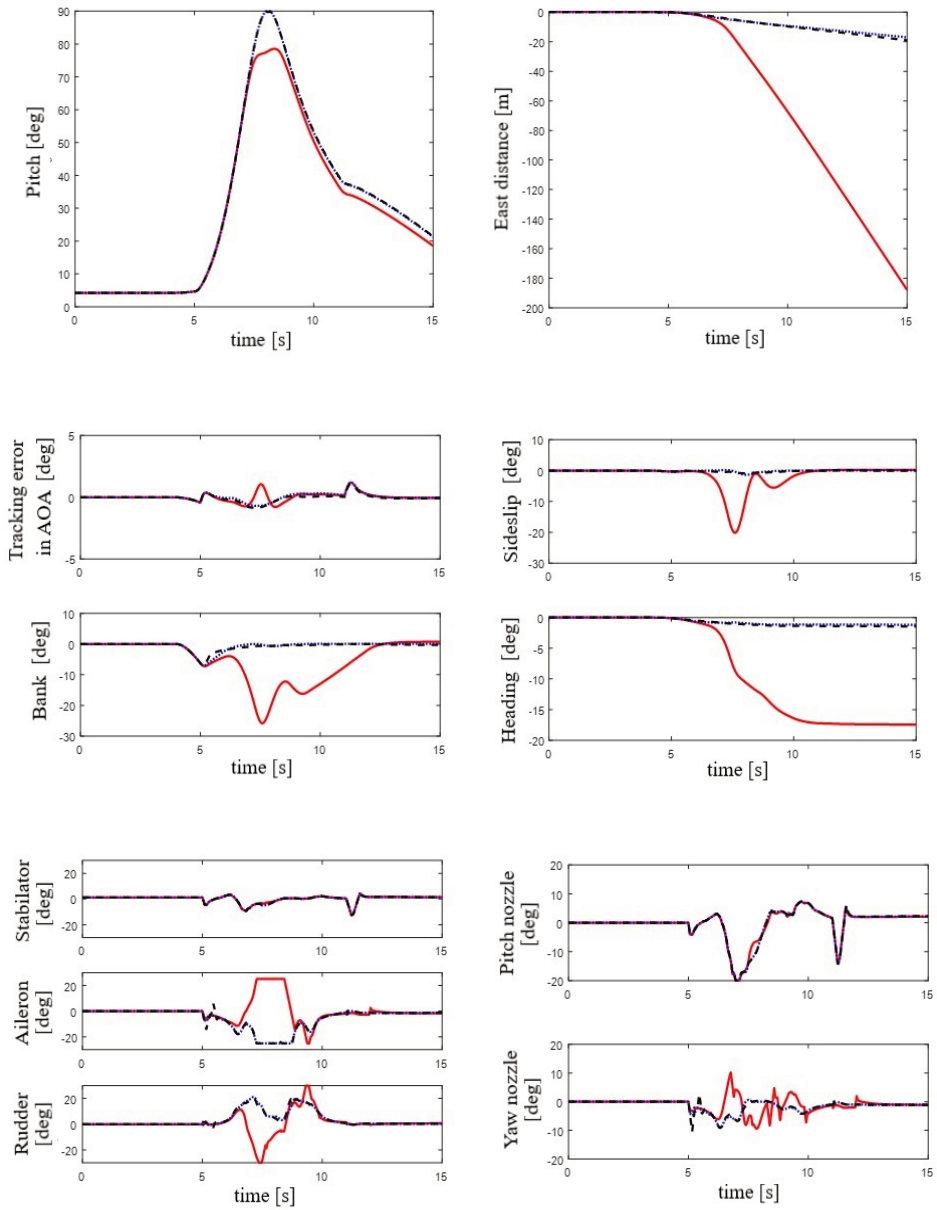 90
80
70
60
50
40
30
20
10
0
Pitch [deg]
0 5 10 15
time [s]
0
-20
-40
-60
-80
-100
-120
-140
-160
-180
-200
East distance [m]
0 5 10 15
time [s]
5
0
-5
Tracking error
in AOA [deg]
0 5 10 15
10
0
-10
-20
-30
Sideslip [deg]
0 5 10 15
10
0
-10
-20
-30
Bank [deg]
0 5 10 15
time [s]
0
-5
-10
-15
-20
Heading [deg]
0 5 10 15
time [s]
20
0
-20
Stabilator
[deg]
0 5 10 15
20
0
-20
Aileron
[deg]
0 5 10 15
20
0
-20
Rudder
[deg]
0 5 10 15
time [s]
20
10
0
-10
-20
Pitch nozzle
[deg]
0 5 10 15
20
10
0
-10
-20
Yaw nozzle
[deg]
0 5 10 15
time [s]